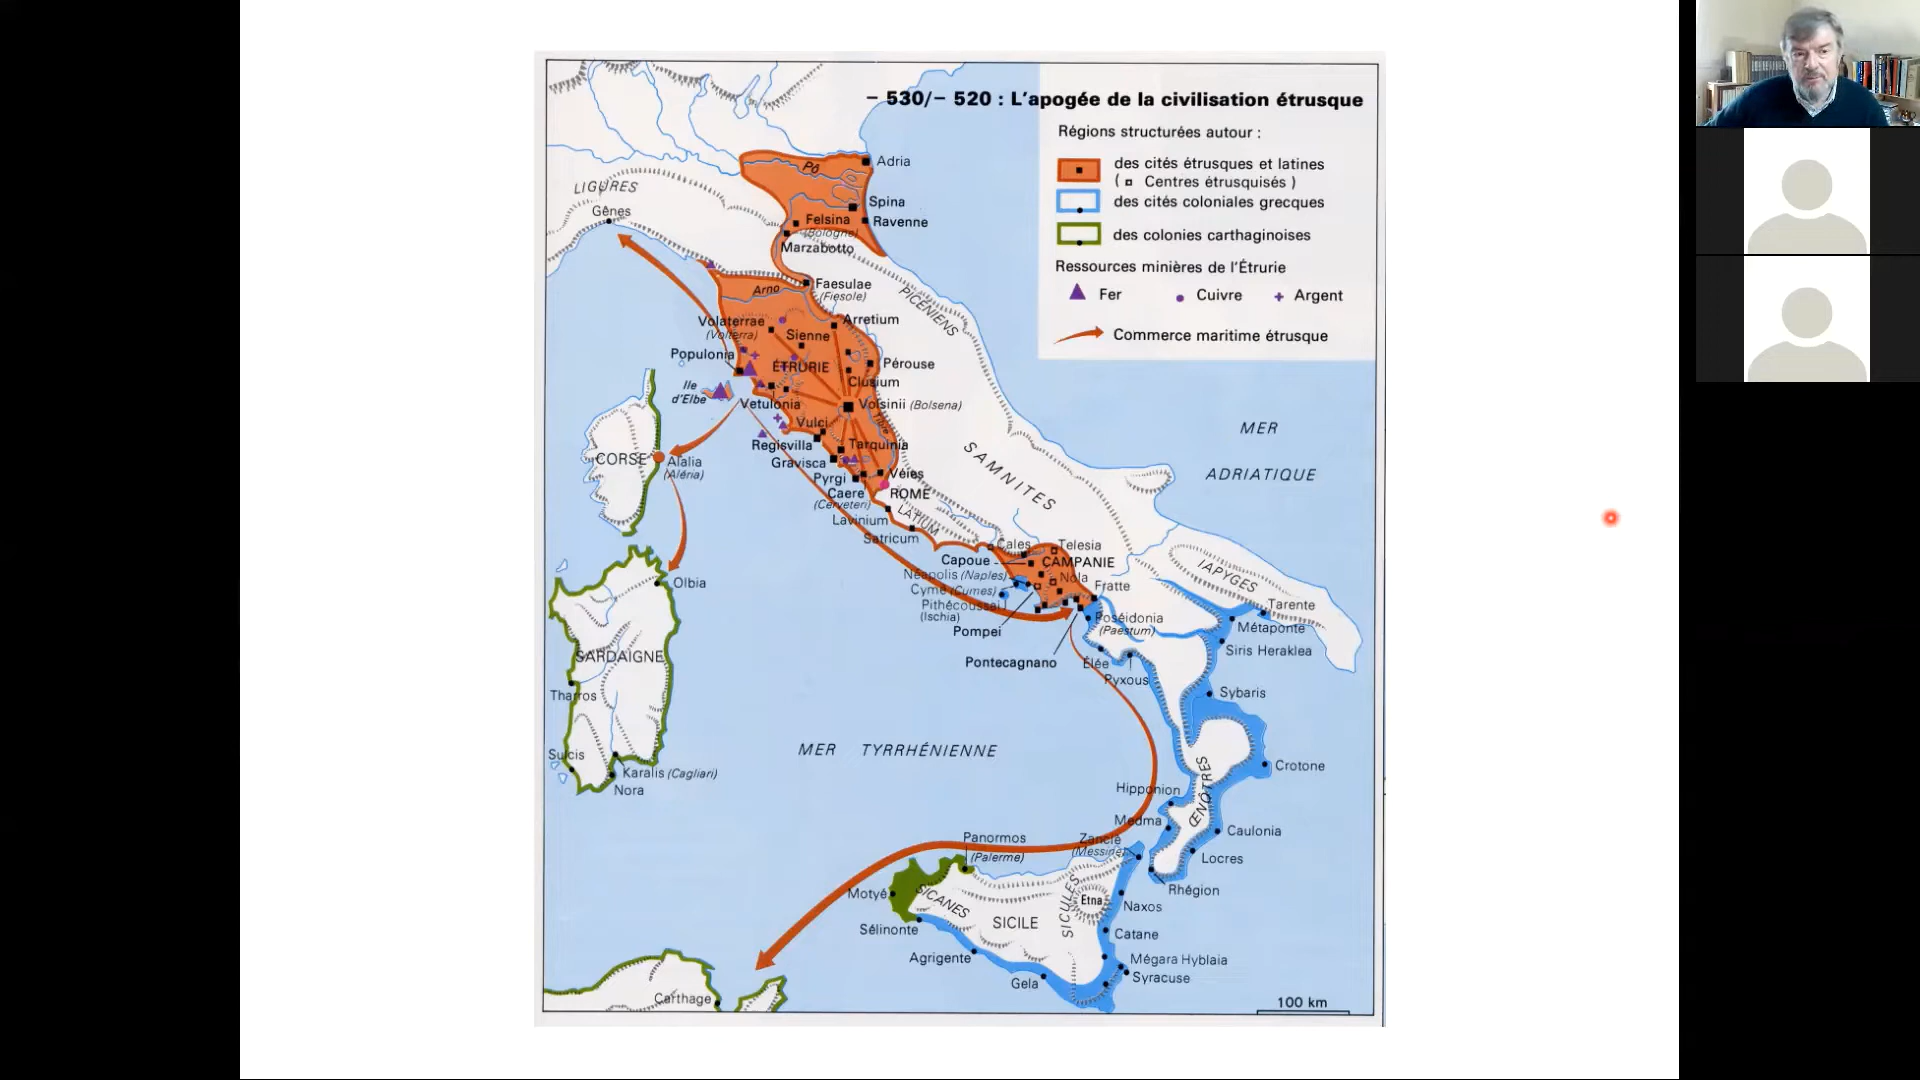 – 530/– 520 : L'apogée de la civilisation étrusque
Régions structurées autour :
des cités étrusques et latines
( ▫ Centres étrusquisés )
des cités coloniales grecques
des colonies carthaginoises
Ressources minières de l'Étrurie
Fer
Cuivre
Argent
Commerce maritime étrusque
Pô
Adria
LIGURES
Gênes
Spina
Felsina
(Bologne)
Ravenne
Marzabotto
Faesulae
(Fiesole)
Arno
PICÉNIENS
Volaterrae
(Volterra)
Arretium
Sienne
Populonia
ÉTRURIE
Pérouse
Clusium
Ile
d'Elbe
Vetulonia
Volsinii (Bolsena)
Vulci
Regisvilla
Tarquinia
Gravisca
CORSE
Alalia
(Aléria)
Pyrgi
Véies
Caere
(Cerveteri)
ROME
Lavinium
LATIUM
Satricum
SAMNITES
MER
ADRIATIQUE
Cales
Telesia
Capoue
CAMPANIE
Néapolis (Naples)
Nola
Cyme (Cumes)
Fratte
Pithécoussai
(Ischia)
Pompei
Poséidonia
(Paestum)
Pontecagnano
Élée
Pyxous
IAPYGES
Tarente
Métaponte
Siris Heraklea
Sybaris
Olbia
SARDAIGNE
Tharros
Sulcis
Karalis (Cagliari)
Nora
MER TYRRHÉNIENNE
Crotone
Hipponion
ŒNÔTRES
Medma
Caulonia
Locres
Panormos
(Palerme)
Zancle
(Messine)
Rhégion
Motyé
SICANES
SICULES
Etna
Naxos
SICILE
Sélinonte
Catane
Agrigente
Mégara Hyblaia
Gela
Syracuse
Carthage
100 km